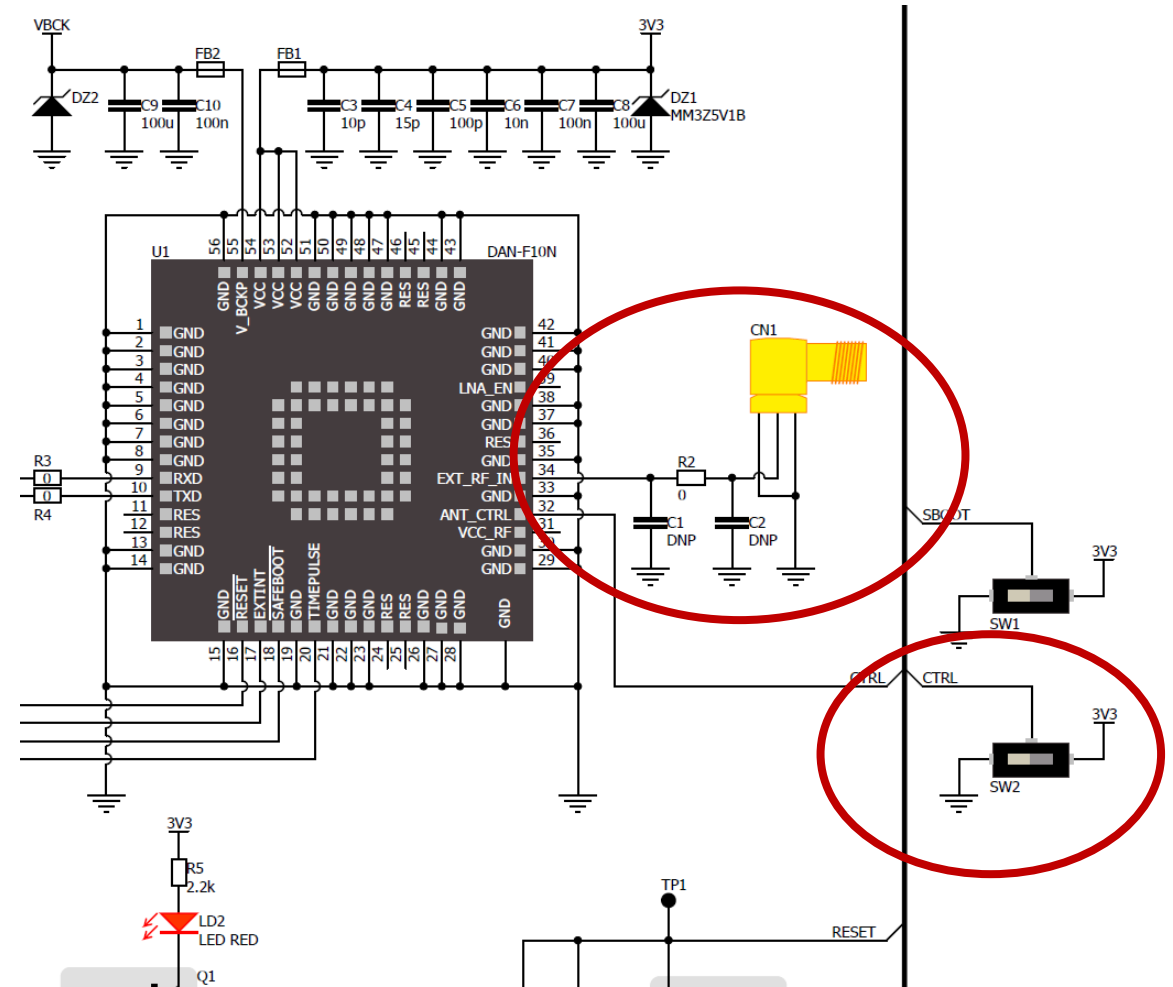 VBCK
3V3
FB2
FB1
DZ2
C9
100u
C10
100n
C3
10p
C4
15p
C5
100p
C6
10n
C7
100n
C8
100u
DZ1
MM3Z5V1B
U1
DAN-F10N
56 55 54 53 52 51 50 49 48 47 46 45 44 43
GND V_BCKP VCC VCC VCC GND GND GND GND GND RES RES GND GND
1 GND
2 GND
3 GND
4 GND
5 GND
6 GND
7 GND
8 GND
9 RXD
10 TXD
11 RES
12 RES
13 GND
14 GND
R3
0
0
R4
GND 42
GND 41
GND 40
LNA_EN 39
GND 38
GND 37
RES 36
GND 35
EXT_RF_IN 34
GND 33
ANT_CTRL 32
VCC_RF 31
GND 30
GND 29
GND RESET EXTINT SAFEBOOT GND TIMEPULSE GND GND GND RES RES GND GND GND GND
15 16 17 18 19 20 21 22 23 24 25 26 27 28
CN1
R2
0
C1
DNP
C2
DNP
SBOOT
3V3
SW1
CTRL
CTRL
3V3
SW2
3V3
R5
2.2k
LD2
LED RED
Q1
TP1
RESET